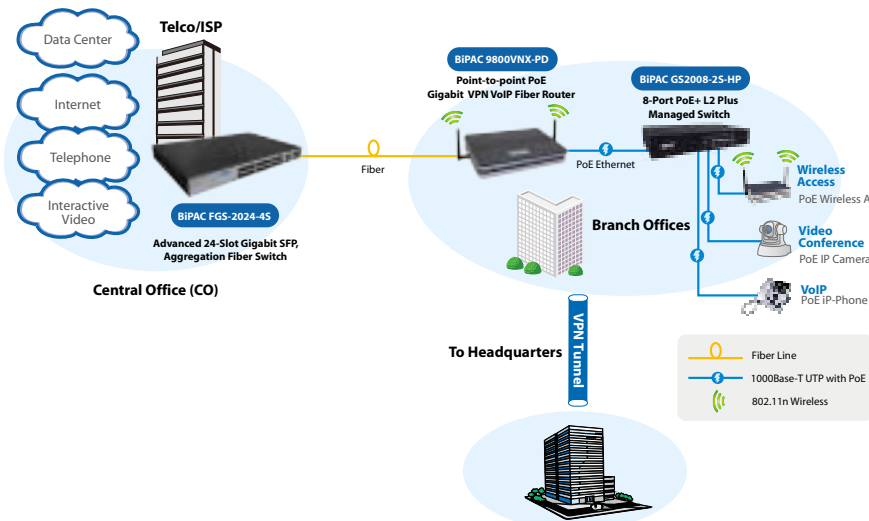 Telco/ISP
Data Center
Internet
Telephone
Interactive
Video
BiPAC FGS-2024-4S
Advanced 24-Slot Gigabit SFP,
Aggregation Fiber Switch
Central Office (CO)
Fiber
BiPAC 9800VNX-PD
Point-to-point PoE
Gigabit VPN VoIP Fiber Router
PoE Ethernet
BiPAC GS2008-2S-HP
8-Port PoE+ L2 Plus
Managed Switch
Wireless
Access
PoE Wireless A
Video
Conference
PoE IP Camera
VoIP
PoE iP-Phone
Branch Offices
VPN Tunnel
To Headquarters
Fiber Line
1000Base-T UTP with PoE
802.11n Wireless